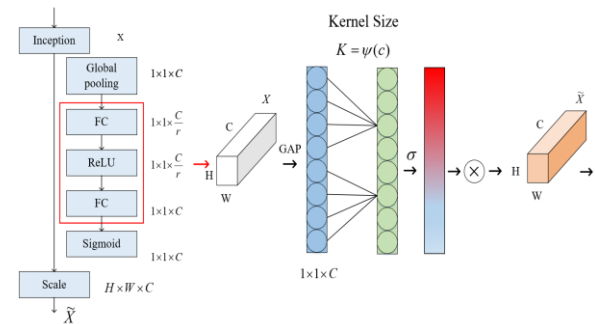 Inception
X
Global
pooling
1×1×C
FC
1×1×C/r
ReLU
1×1×C/r
FC
1×1×C
Sigmoid
1×1×C
Scale
H×W×C
X̃
Kernel Size
K=ψ(c)
X
C
H
W
GAP
1×1×C
σ
X̃
C
H
W